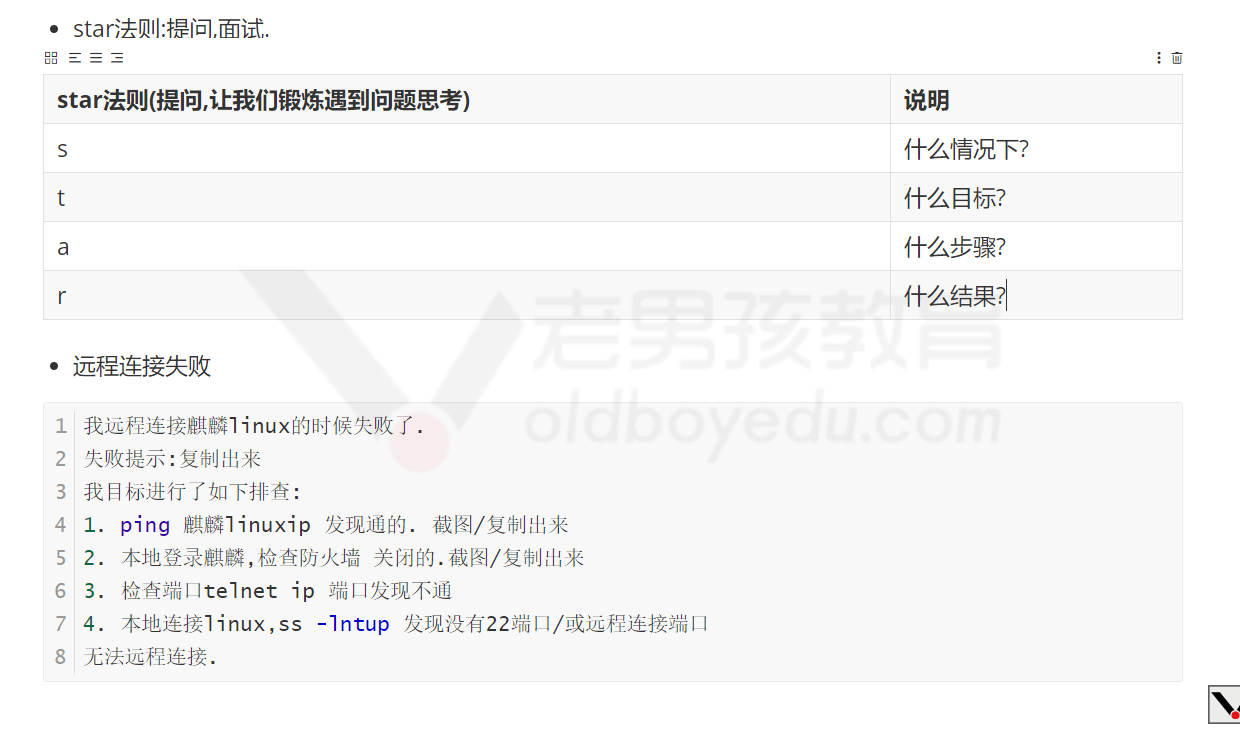 star法则:提问,面试.
star法则(提问,让我们锻炼遇到问题思考) 说明
s 什么情况下?
t 什么目标?
a 什么步骤?
r 什么结果?
老男孩教育
oldboyedu.com
远程连接失败
1 我远程连接麒麟linux的时候失败了.
2 失败提示:复制出来
3 我目标进行了如下排查:
4 1. ping 麒麟linuxip 发现通的. 截图/复制出来
5 2. 本地登录麒麟,检查防火墙 关闭的.截图/复制出来
6 3. 检查端口telnet ip 端口发现不通
7 4. 本地连接linux,ss -lntup 发现没有22端口/或远程连接端口
8 无法远程连接.